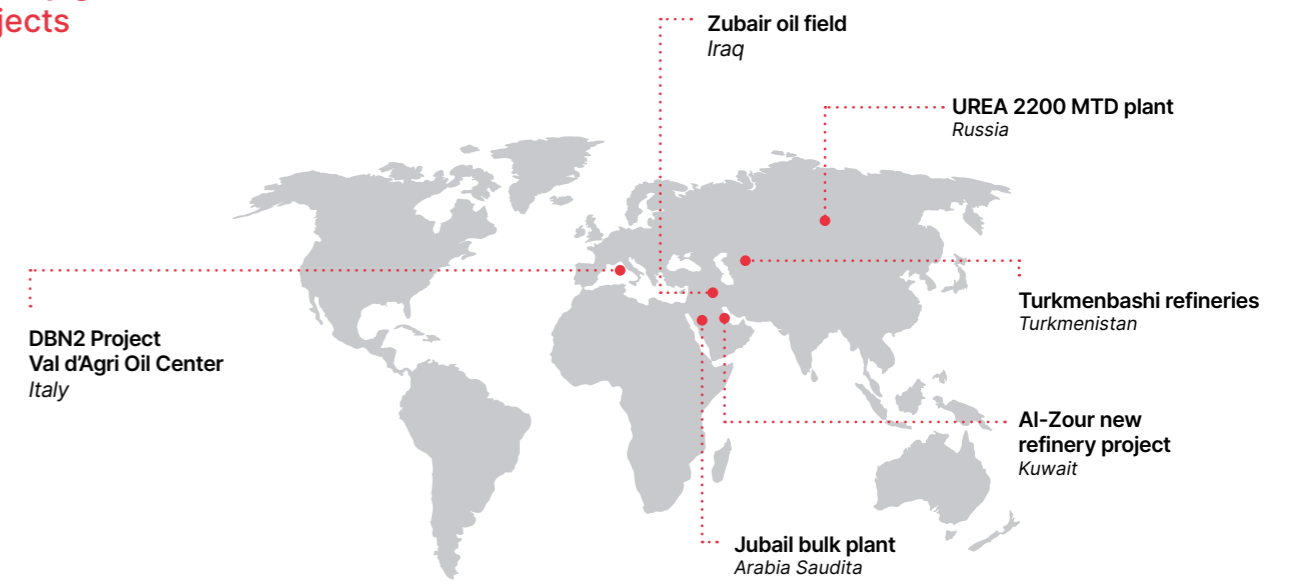 jects
Zubair oil field
Iraq
UREA 2200 MTD plant
Russia
Turkmenbashi refineries
Turkmenistan
DBN2 Project
Val d'Agri Oil Center
Italy
Al-Zour new
refinery project
Kuwait
Jubail bulk plant
Arabia Saudita